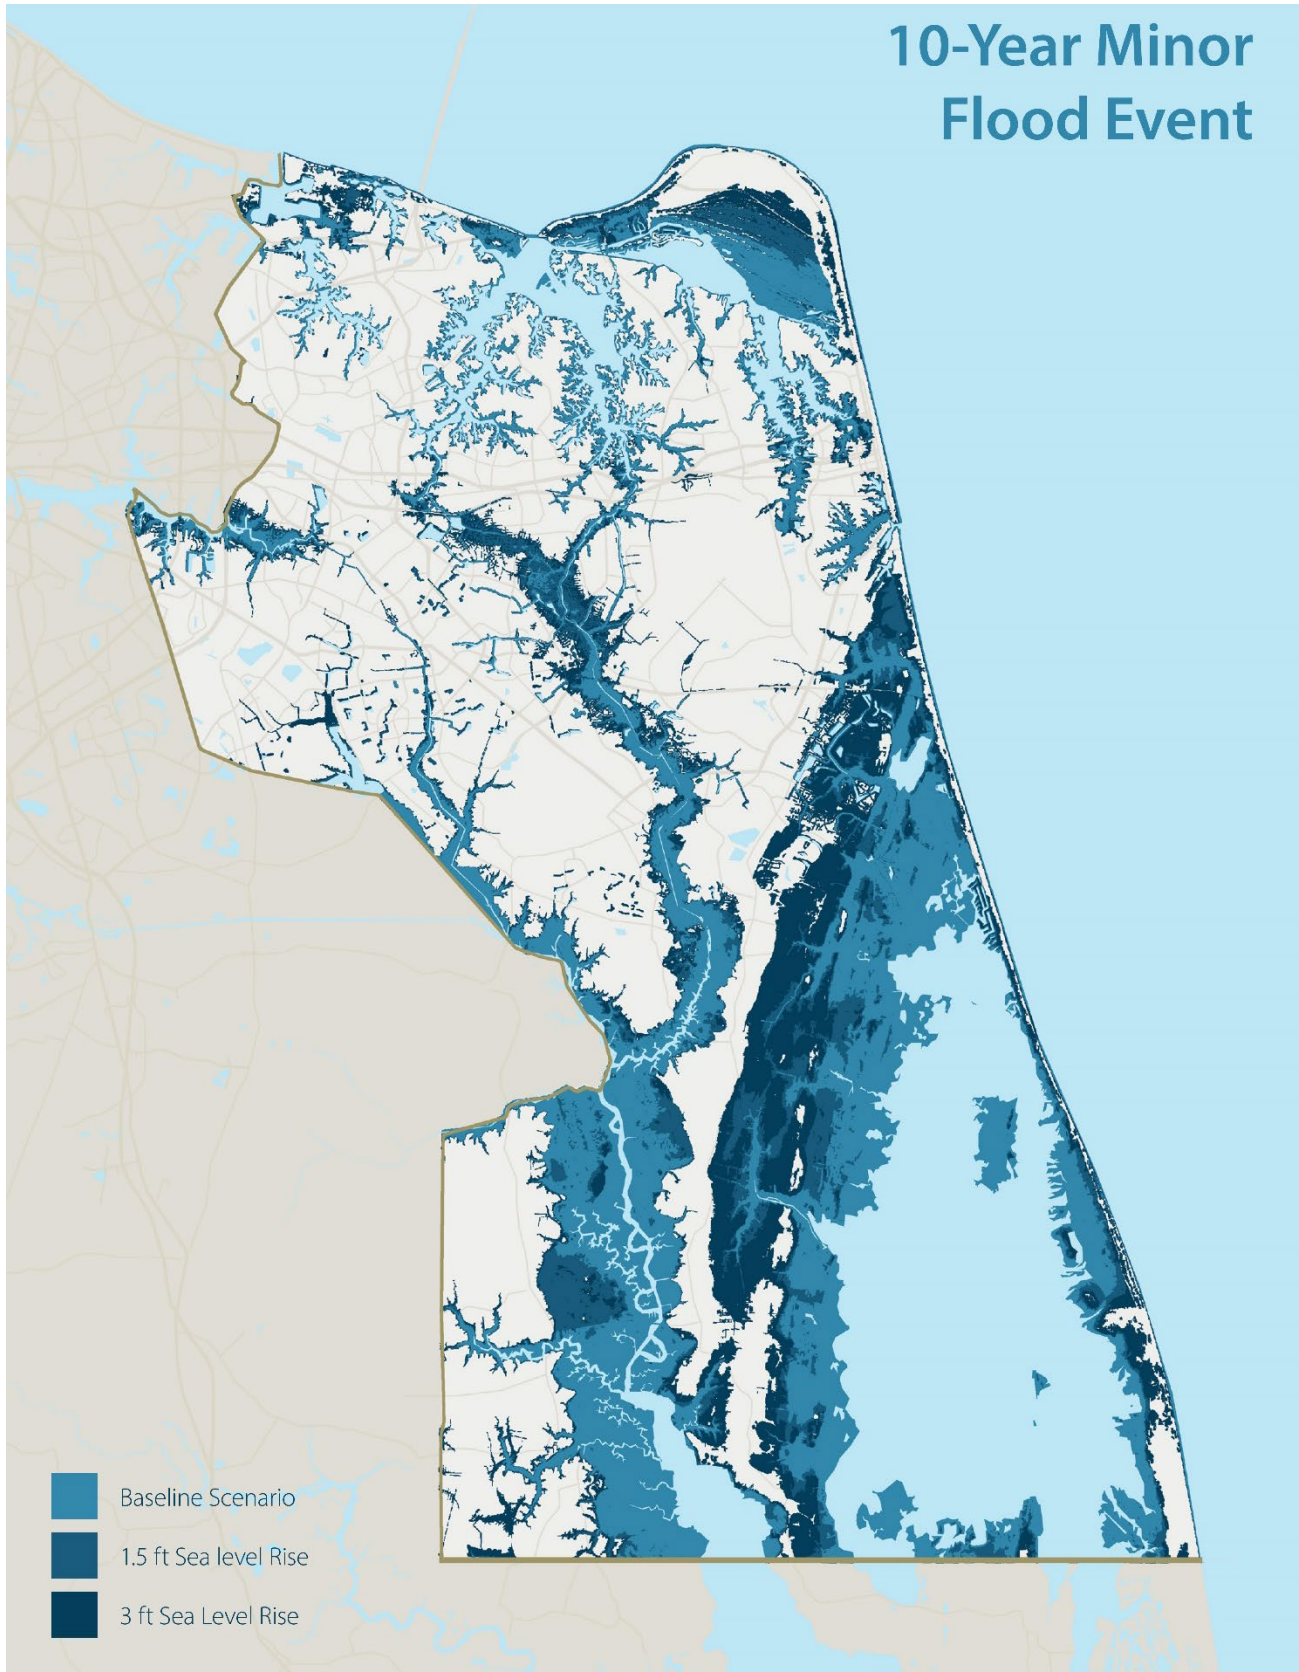 10-Year Minor
Flood Event
Baseline Scenario
1.5 ft Sea level Rise
3 ft Sea Level Rise